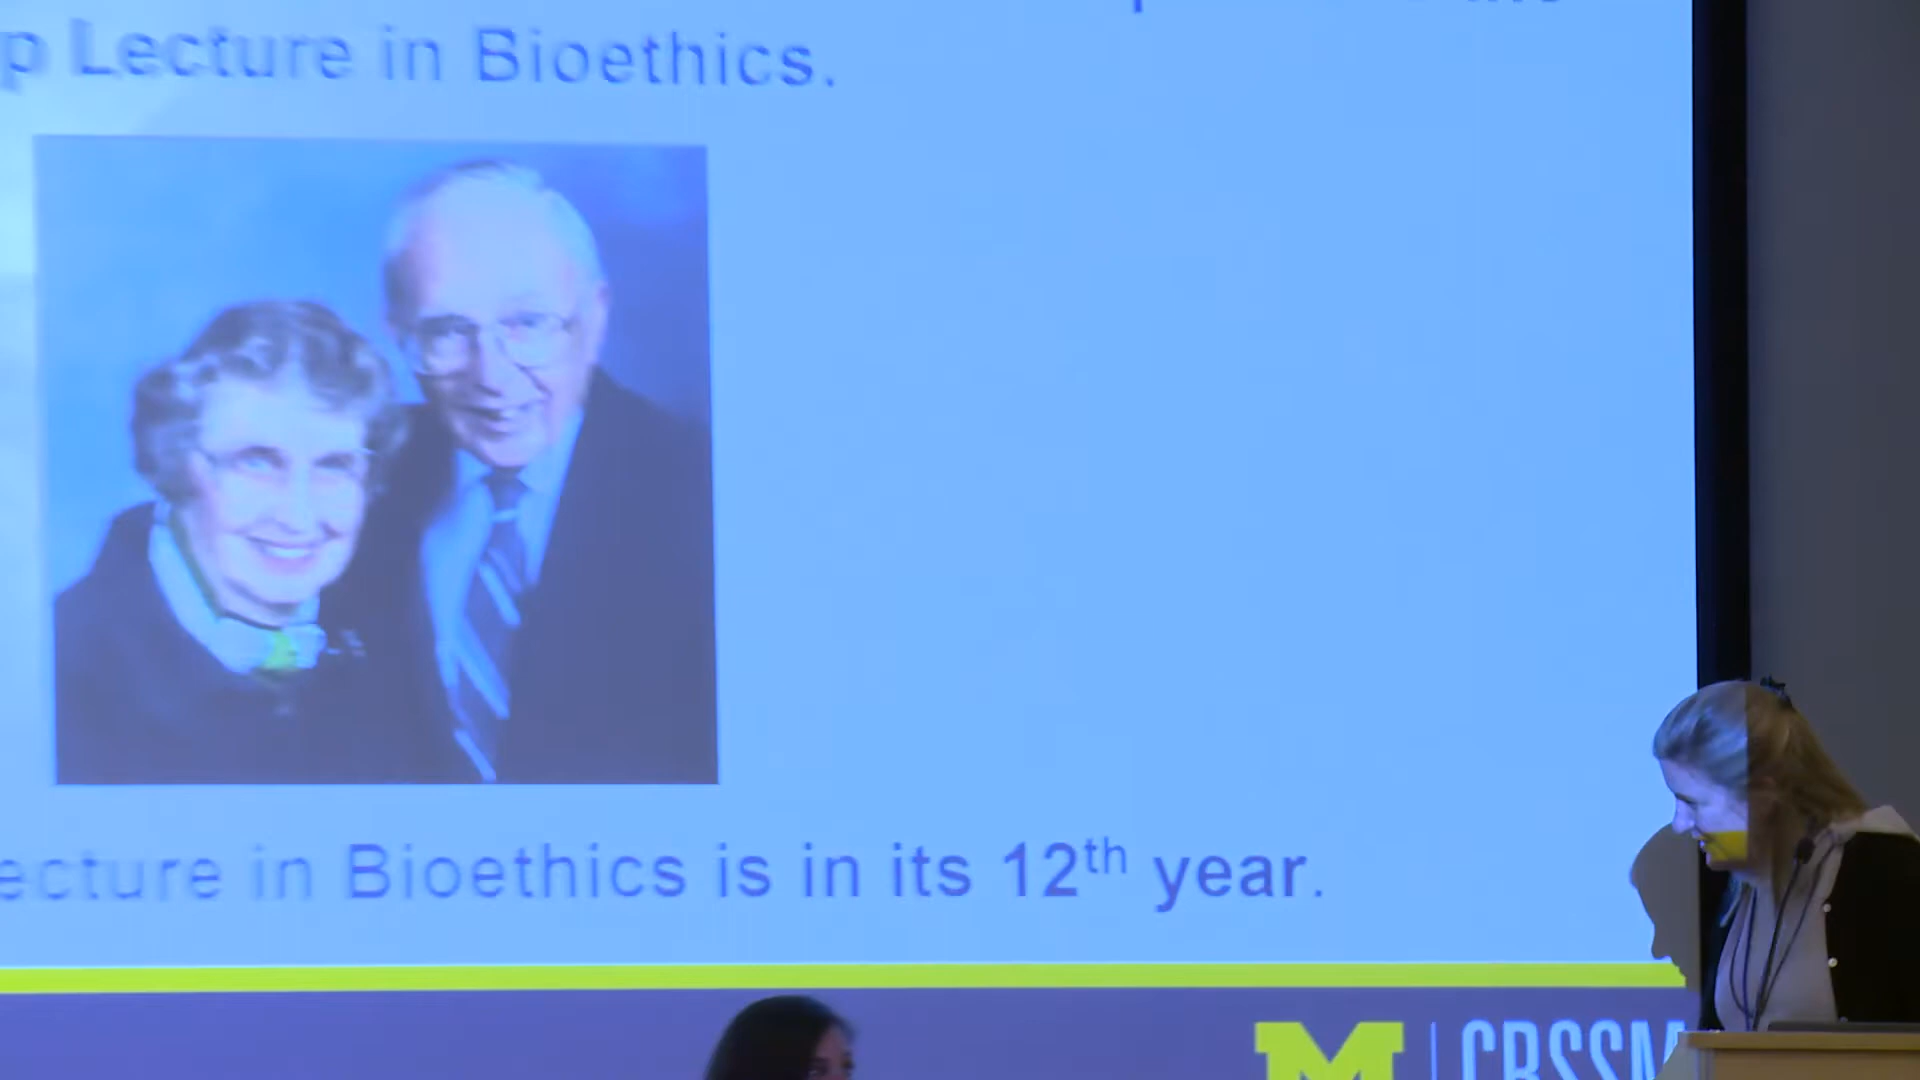 p Lecture in Bioethics.
ecture in Bioethics is in its 12th year.
M | CBSSM